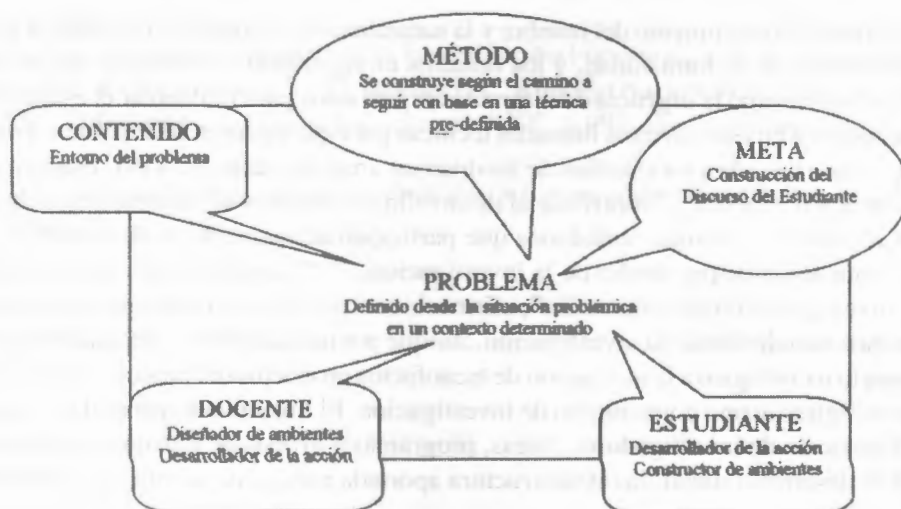 MÉTODO
Se construye según el camino a
seguir con base en una técnica
pre-definida
CONTENIDO
Entorno del problema
META
Construcción del
Discurso del Estudiante
PROBLEMA
Definido desde la situación problémica
en un contexto determinado
DOCENTE
Diseñador de ambientes
Desarrollador de la acción
ESTUDIANTE
Desarrollador de la acción
Constructor de ambientes